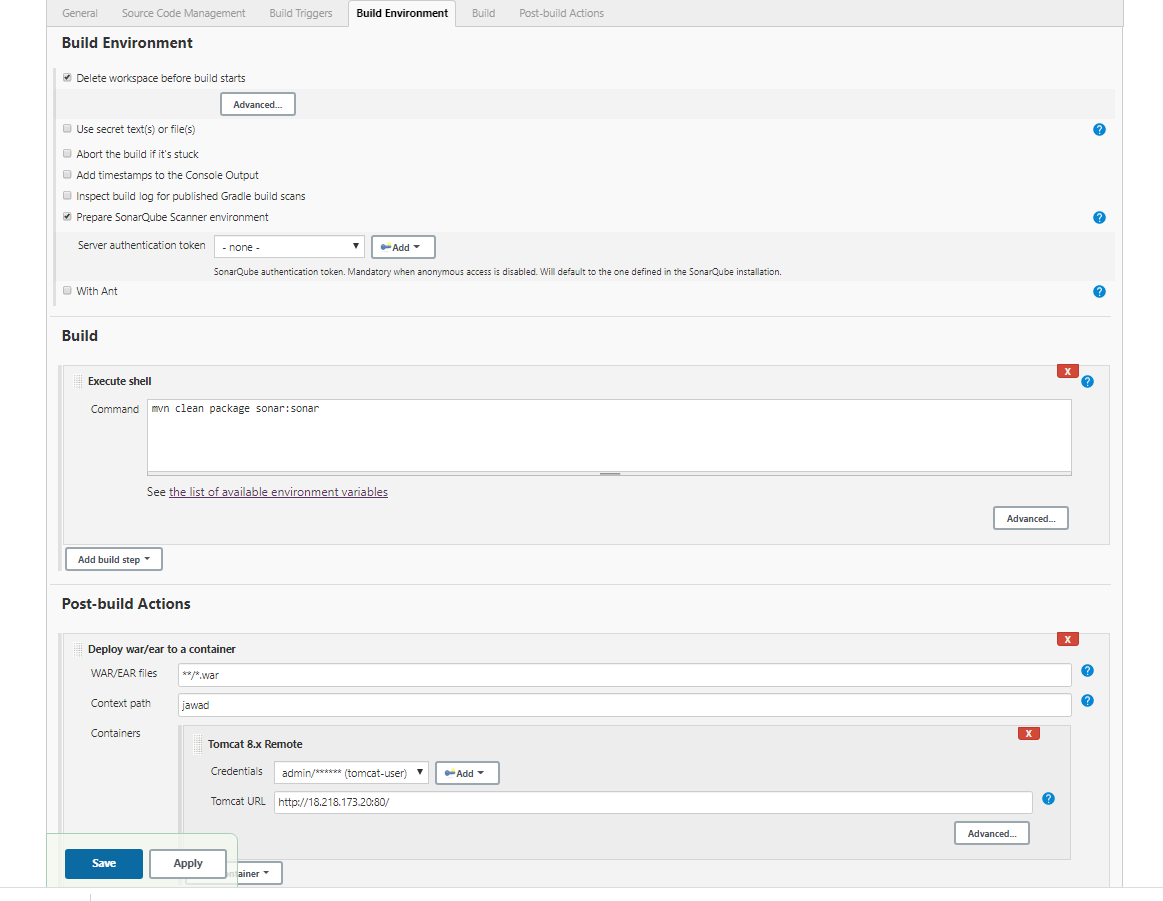 General Source Code Management Build Triggers Build Environment Build Post-build Actions
Build Environment
Delete workspace before build starts
Advanced...
Use secret text(s) or file(s)
Abort the build if it's stuck
Add timestamps to the Console Output
Inspect build log for published Gradle build scans
Prepare SonarQube Scanner environment
Server authentication token - none - Add
SonarQube authentication token. Mandatory when anonymous access is disabled. Will default to the one defined in the SonarQube installation.
With Ant
Build
X
Execute shell
Command mvn clean package sonar:sonar
See the list of available environment variables
Advanced...
Add build step
Post-build Actions
X
Deploy war/ear to a container
WAR/EAR files **/*.war
Context path jawad
Containers
X
Tomcat 8.x Remote
Credentials admin/****** (tomcat-user) Add
Tomcat URL http://18.218.173.20:80/
Advanced...
Save Apply